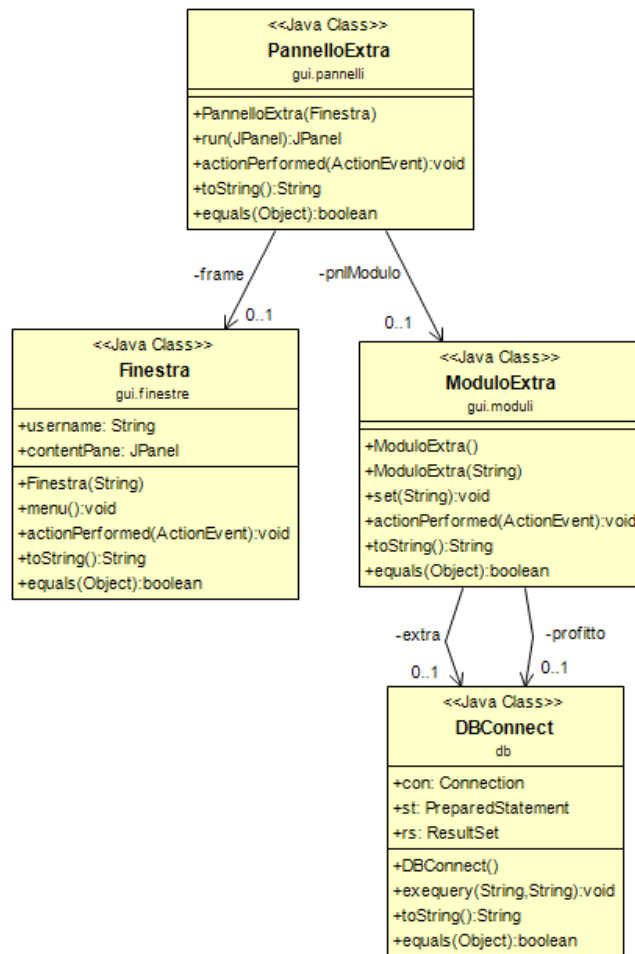 <<Java Class>>
PannelloExtra
gui.pannelli
+PannelloExtra(Finestra)
+run(JPanel):JPanel
+actionPerformed(ActionEvent):void
+toString():String
+equals(Object):boolean
-frame
0..1
-pnlModulo
0..1
<<Java Class>>
Finestra
gui.finestre
+username: String
+contentPane: JPanel
+Finestra(String)
+menu():void
+actionPerformed(ActionEvent):void
+toString():String
+equals(Object):boolean
<<Java Class>>
ModuloExtra
gui.moduli
+ModuloExtra()
+ModuloExtra(String)
+set(String):void
+actionPerformed(ActionEvent):void
+toString():String
+equals(Object):boolean
-extra
0..1
-profitto
0..1
<<Java Class>>
DBConnect
db
+con: Connection
+st: PreparedStatement
+rs: ResultSet
+DBConnect()
+exequery(String,String):void
+toString():String
+equals(Object):boolean